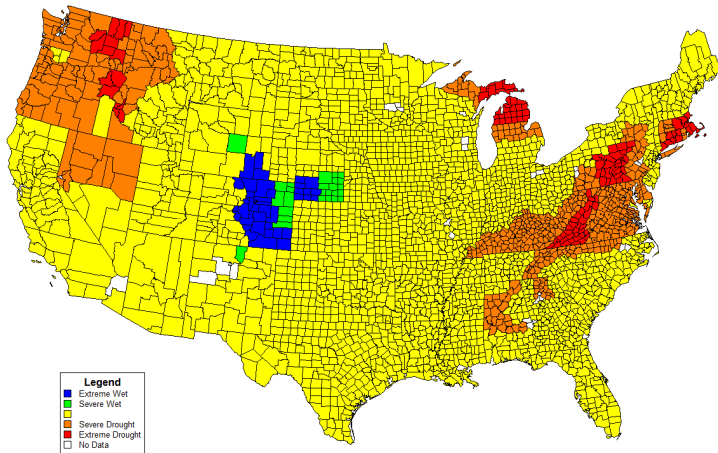 Legend
Extreme Wet
Severe Wet
Severe Drought
Extreme Drought
No Data